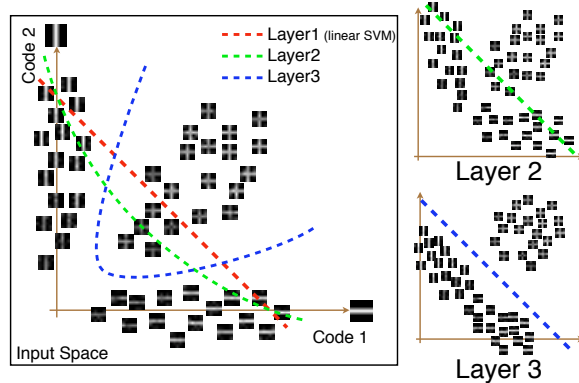 Code 2
Layer1 (linear SVM)
Layer2
Layer3
Code 1
Input Space
Layer 2
Layer 3